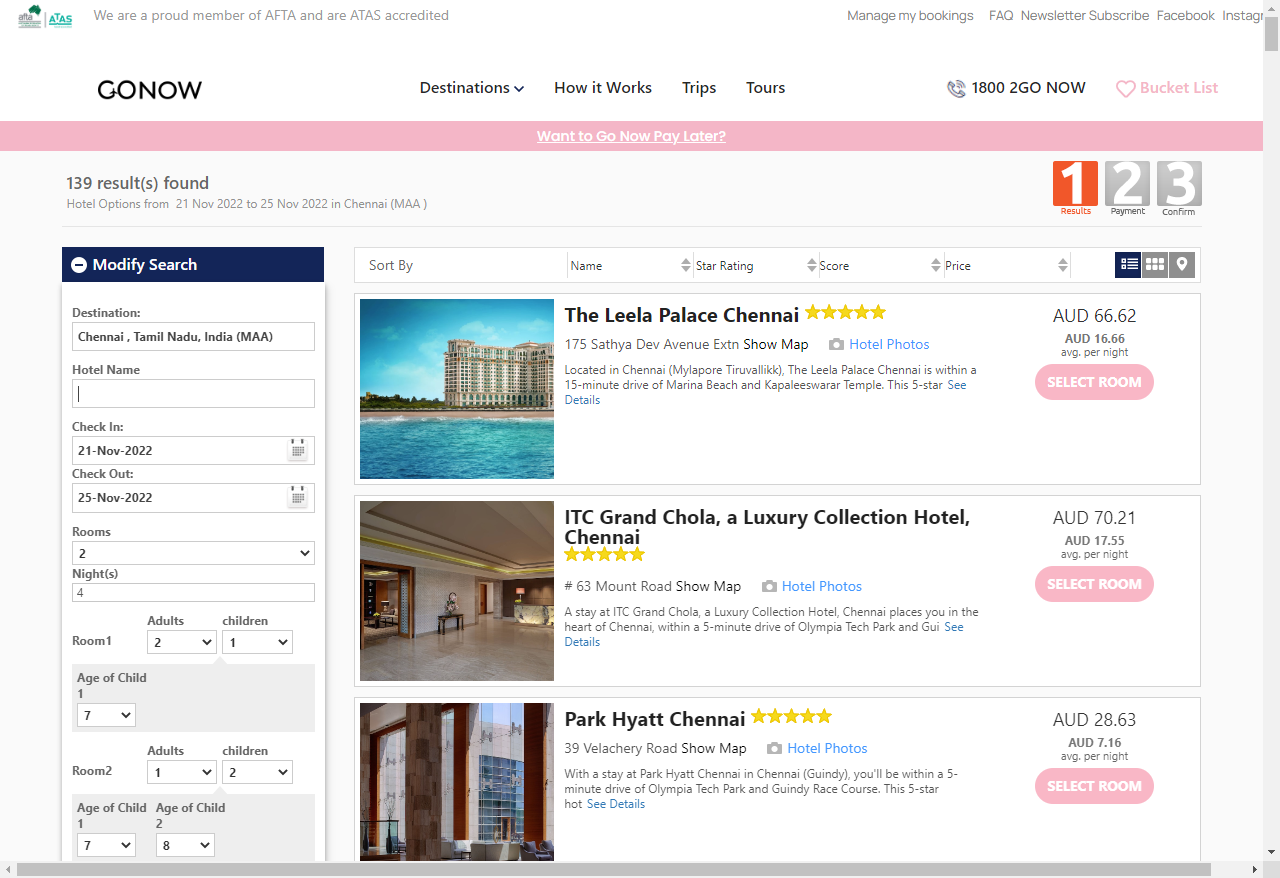 afta
ATAS
We are a proud member of AFTA and are ATAS accredited
Manage my bookings FAQ Newsletter Subscribe Facebook Instagr
GONOW
Destinations How it Works Trips Tours
1800 2GO NOW
Bucket List
Want to Go Now Pay Later?
139 result(s) found
Hotel Options from 21 Nov 2022 to 25 Nov 2022 in Chennai (MAA )
1 2 3
Results Payment Confirm
Modify Search
Destination:
Chennai , Tamil Nadu, India (MAA)
Hotel Name
Check In:
21-Nov-2022
Check Out:
25-Nov-2022
Rooms
2
Night(s)
4
Adults children
Room1 2 1
Age of Child
1
7
Adults children
Room2 1 2
Age of Child Age of Child
1 2
7 8
Sort By Name Star Rating Score Price
The Leela Palace Chennai
175 Sathya Dev Avenue Extn Show Map Hotel Photos
Located in Chennai (Mylapore Tiruvallikk), The Leela Palace Chennai is within a
15-minute drive of Marina Beach and Kapaleeswarar Temple. This 5-star See
Details
AUD 66.62
AUD 16.66
avg. per night
SELECT ROOM
ITC Grand Chola, a Luxury Collection Hotel,
Chennai
# 63 Mount Road Show Map Hotel Photos
A stay at ITC Grand Chola, a Luxury Collection Hotel, Chennai places you in the
heart of Chennai, within a 5-minute drive of Olympia Tech Park and Gui See
Details
AUD 70.21
AUD 17.55
avg. per night
SELECT ROOM
Park Hyatt Chennai
39 Velachery Road Show Map Hotel Photos
With a stay at Park Hyatt Chennai in Chennai (Guindy), you'll be within a 5-
minute drive of Olympia Tech Park and Guindy Race Course. This 5-star
hot See Details
AUD 28.63
AUD 7.16
avg. per night
SELECT ROOM